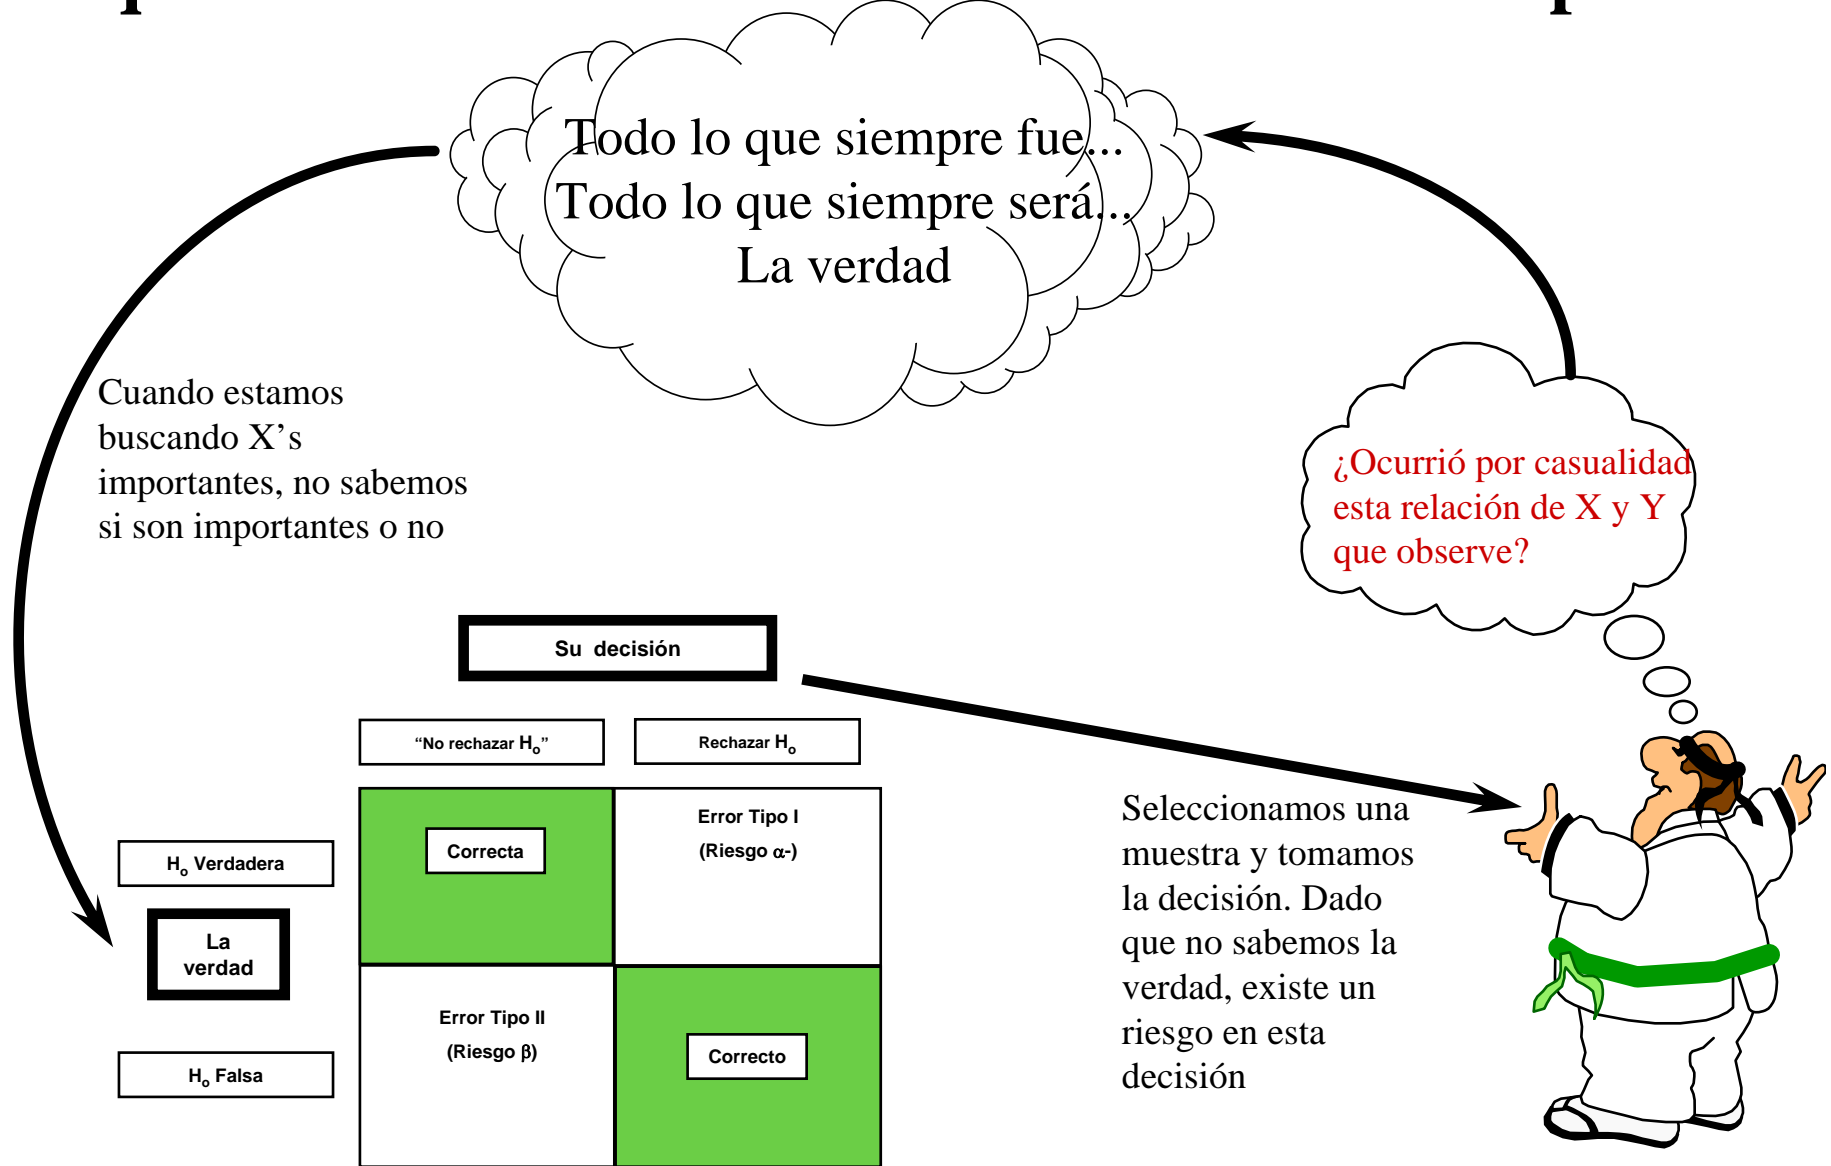 Todo lo que siempre fue...
Todo lo que siempre será...
La verdad
Cuando estamos
buscando X’s
importantes, no sabemos
si son importantes o no
¿Ocurrió por casualidad
esta relación de X y Y
que observe?
Su decisión
“No rechazar Ho”
Rechazar Ho
Ho Verdadera
Correcta
Error Tipo I
(Riesgo α-)
La
verdad
Ho Falsa
Error Tipo II
(Riesgo β)
Correcto
Seleccionamos una
muestra y tomamos
la decisión. Dado
que no sabemos la
verdad, existe un
riesgo en esta
decisión